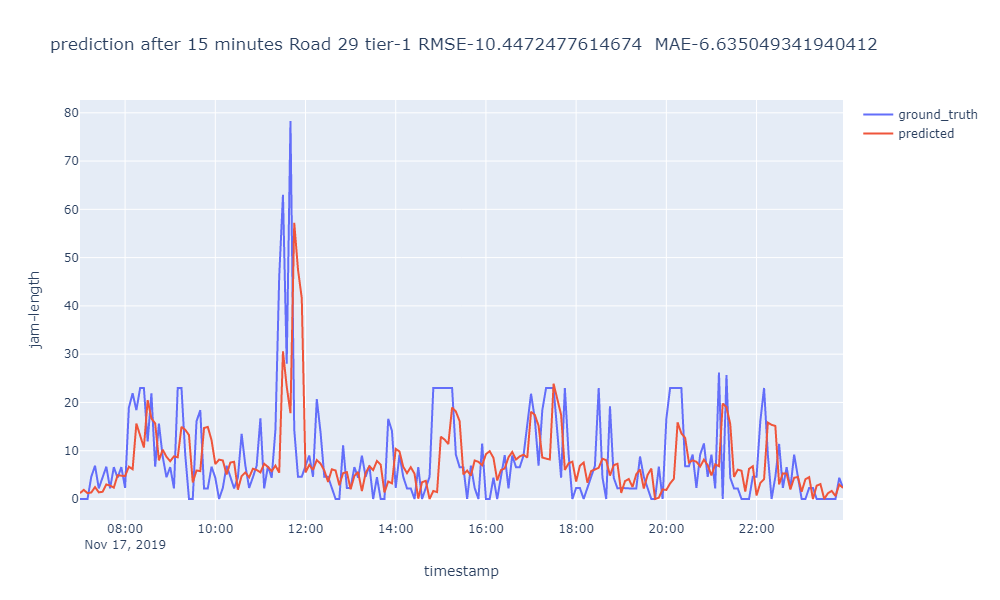 prediction after 15 minutes Road 29 tier-1 RMSE-10.4472477614674  MAE-6.635049341940412
ground_truth
predicted
jam-length
80
70
60
50
40
30
20
10
0
08:00
10:00
12:00
14:00
16:00
18:00
20:00
22:00
Nov 17, 2019
timestamp